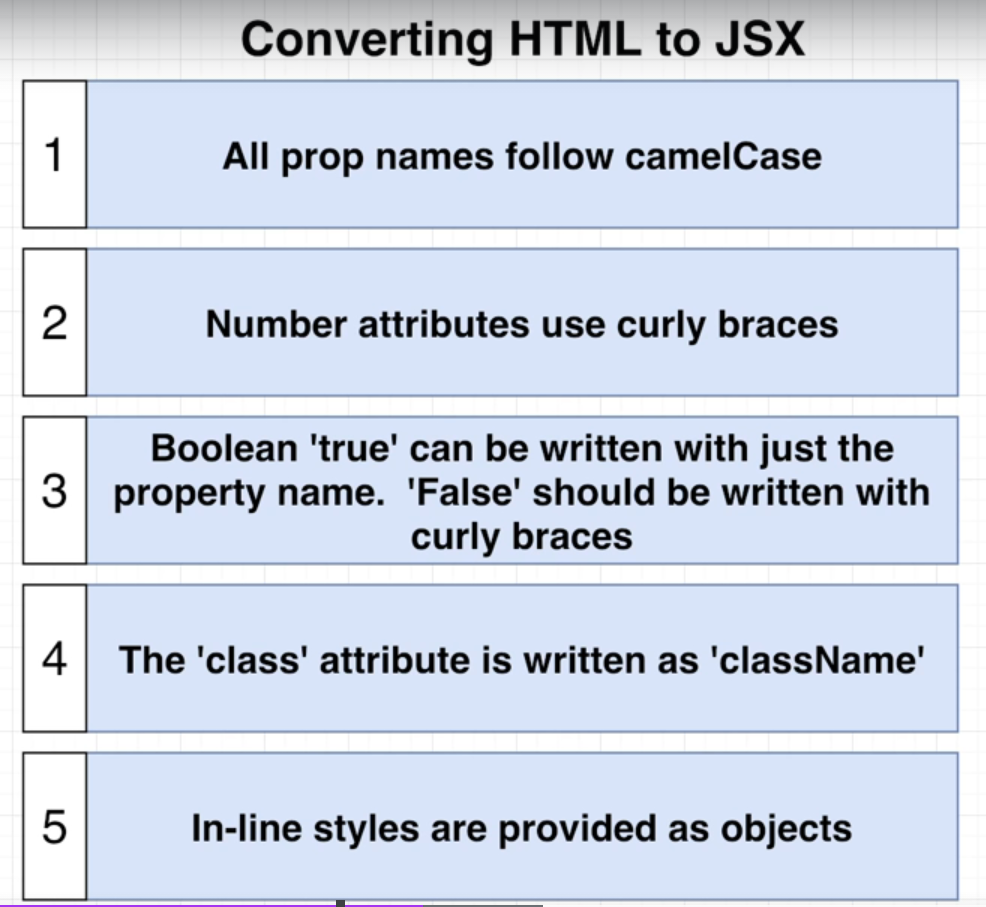 Converting HTML to JSX
1
All prop names follow camelCase
2
Number attributes use curly braces
3
Boolean 'true' can be written with just the
property name.  'False' should be written with
curly braces
4
The 'class' attribute is written as 'className'
5
In-line styles are provided as objects